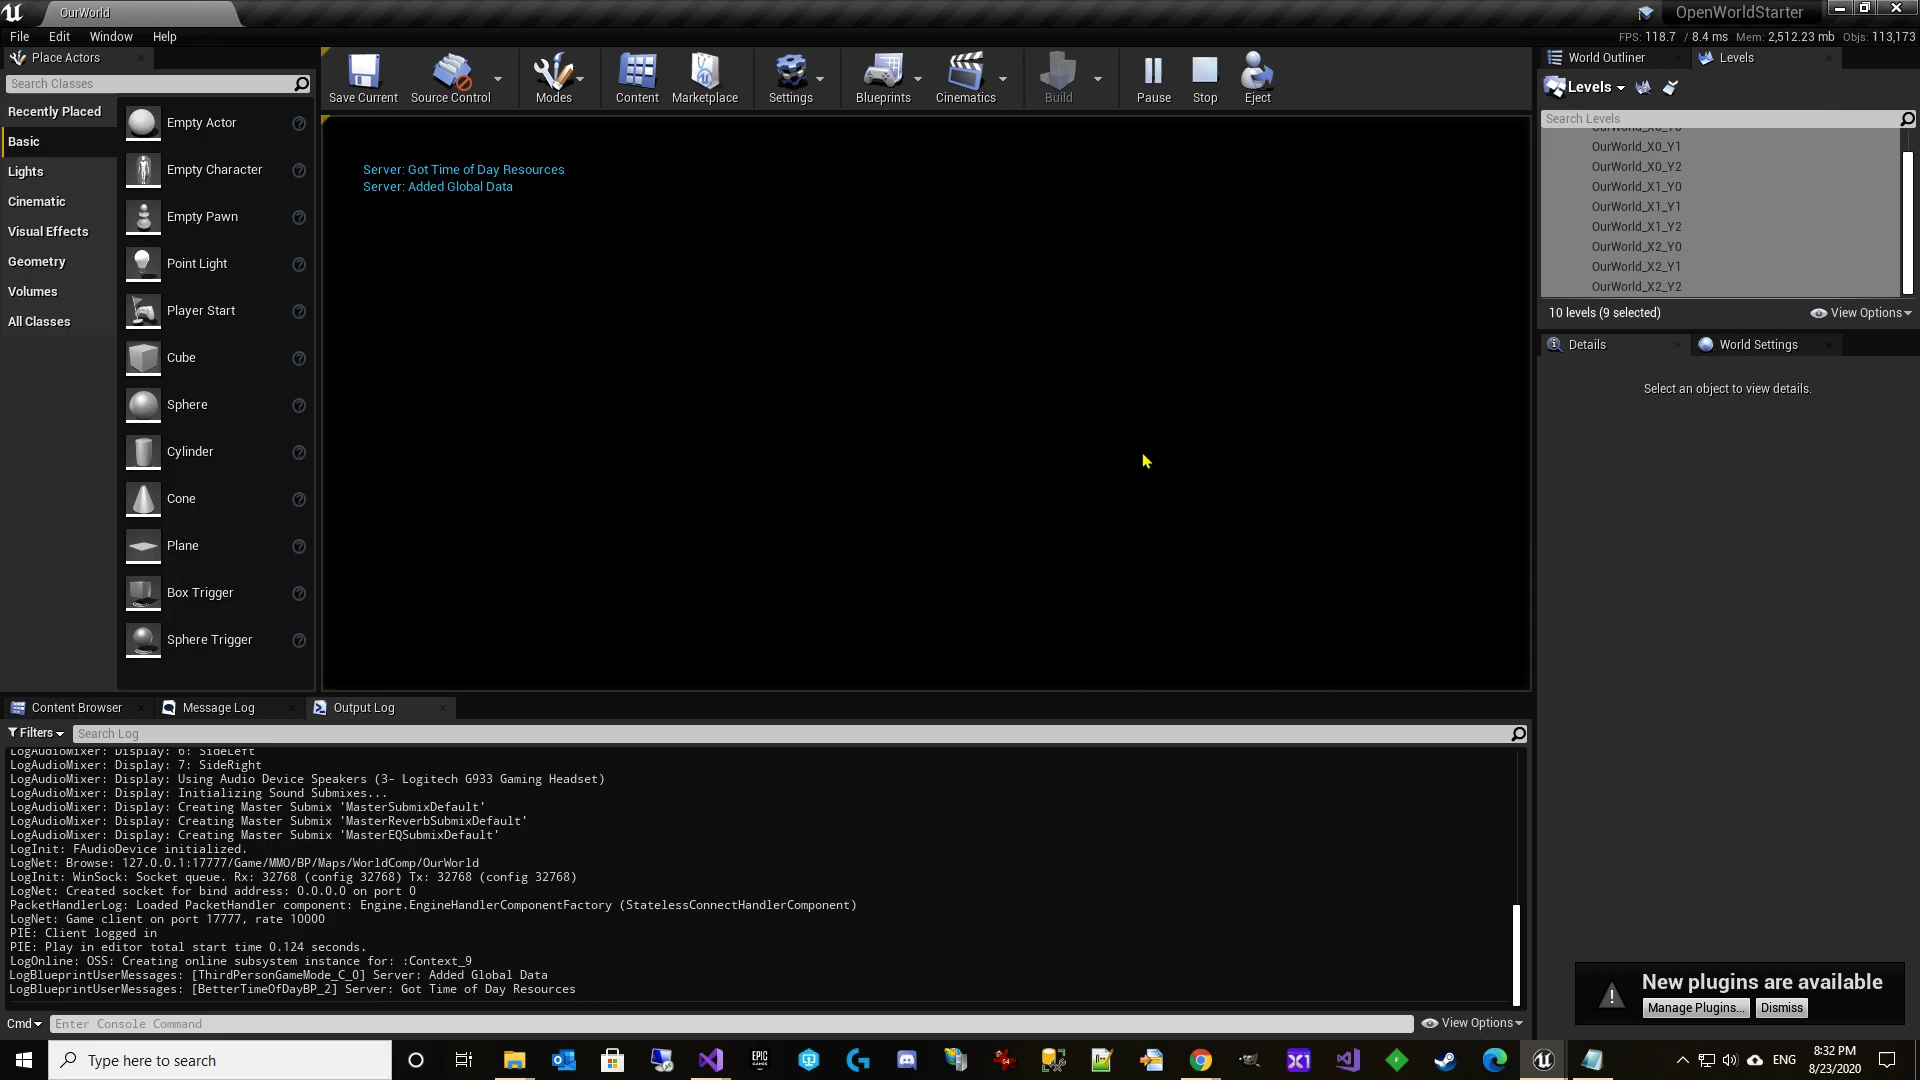 OurWorld
OpenWorldStarter
File Edit Window Help
FPS: 118.7 / 8.4 ms Mem: 2,512.23 mb Objs: 113,173
Place Actors
Search Classes
Recently Placed
Basic
Lights
Cinematic
Visual Effects
Geometry
Volumes
All Classes
Empty Actor
Empty Character
Empty Pawn
Point Light
Player Start
Cube
Sphere
Cylinder
Cone
Plane
Box Trigger
Sphere Trigger
Save Current Source Control Modes Content Marketplace Settings Blueprints Cinematics Build Pause Stop Eject
Server: Got Time of Day Resources
Server: Added Global Data
World Outliner Levels
Levels
Search Levels
OurWorld_X0_Y0
OurWorld_X0_Y1
OurWorld_X0_Y2
OurWorld_X1_Y0
OurWorld_X1_Y1
OurWorld_X1_Y2
OurWorld_X2_Y0
OurWorld_X2_Y1
OurWorld_X2_Y2
10 levels (9 selected) View Options
Details World Settings
Select an object to view details.
Content Browser Message Log Output Log
Filters Search Log
LogAudioMixer: Display: 6: SideLeft
LogAudioMixer: Display: 7: SideRight
LogAudioMixer: Display: Using Audio Device Speakers (3- Logitech G933 Gaming Headset)
LogAudioMixer: Display: Initializing Sound Submixes...
LogAudioMixer: Display: Creating Master Submix 'MasterSubmixDefault'
LogAudioMixer: Display: Creating Master Submix 'MasterReverbSubmixDefault'
LogAudioMixer: Display: Creating Master Submix 'MasterEQSubmixDefault'
LogInit: FAudioDevice initialized.
LogNet: Browse: 127.0.0.1:17777/Game/MMO/BP/Maps/WorldComp/OurWorld
LogInit: WinSock: Socket queue. Rx: 32768 (config 32768) Tx: 32768 (config 32768)
LogNet: Created socket for bind address: 0.0.0.0 on port 0
PacketHandlerLog: Loaded PacketHandler component: Engine.EngineHandlerComponentFactory (StatelessConnectHandlerComponent)
LogNet: Game client on port 17777, rate 10000
PIE: Client logged in
PIE: Play in editor total start time 0.124 seconds.
LogOnline: OSS: Creating online subsystem instance for: :Context_9
LogBlueprintUserMessages: [ThirdPersonGameMode_C_0] Server: Added Global Data
LogBlueprintUserMessages: [BetterTimeOfDayBP_2] Server: Got Time of Day Resources
Cmd Enter Console Command View Options
New plugins are available
Manage Plugins... Dismiss
Type here to search
EPIC GAMES
ENG
8:32 PM
8/23/2020